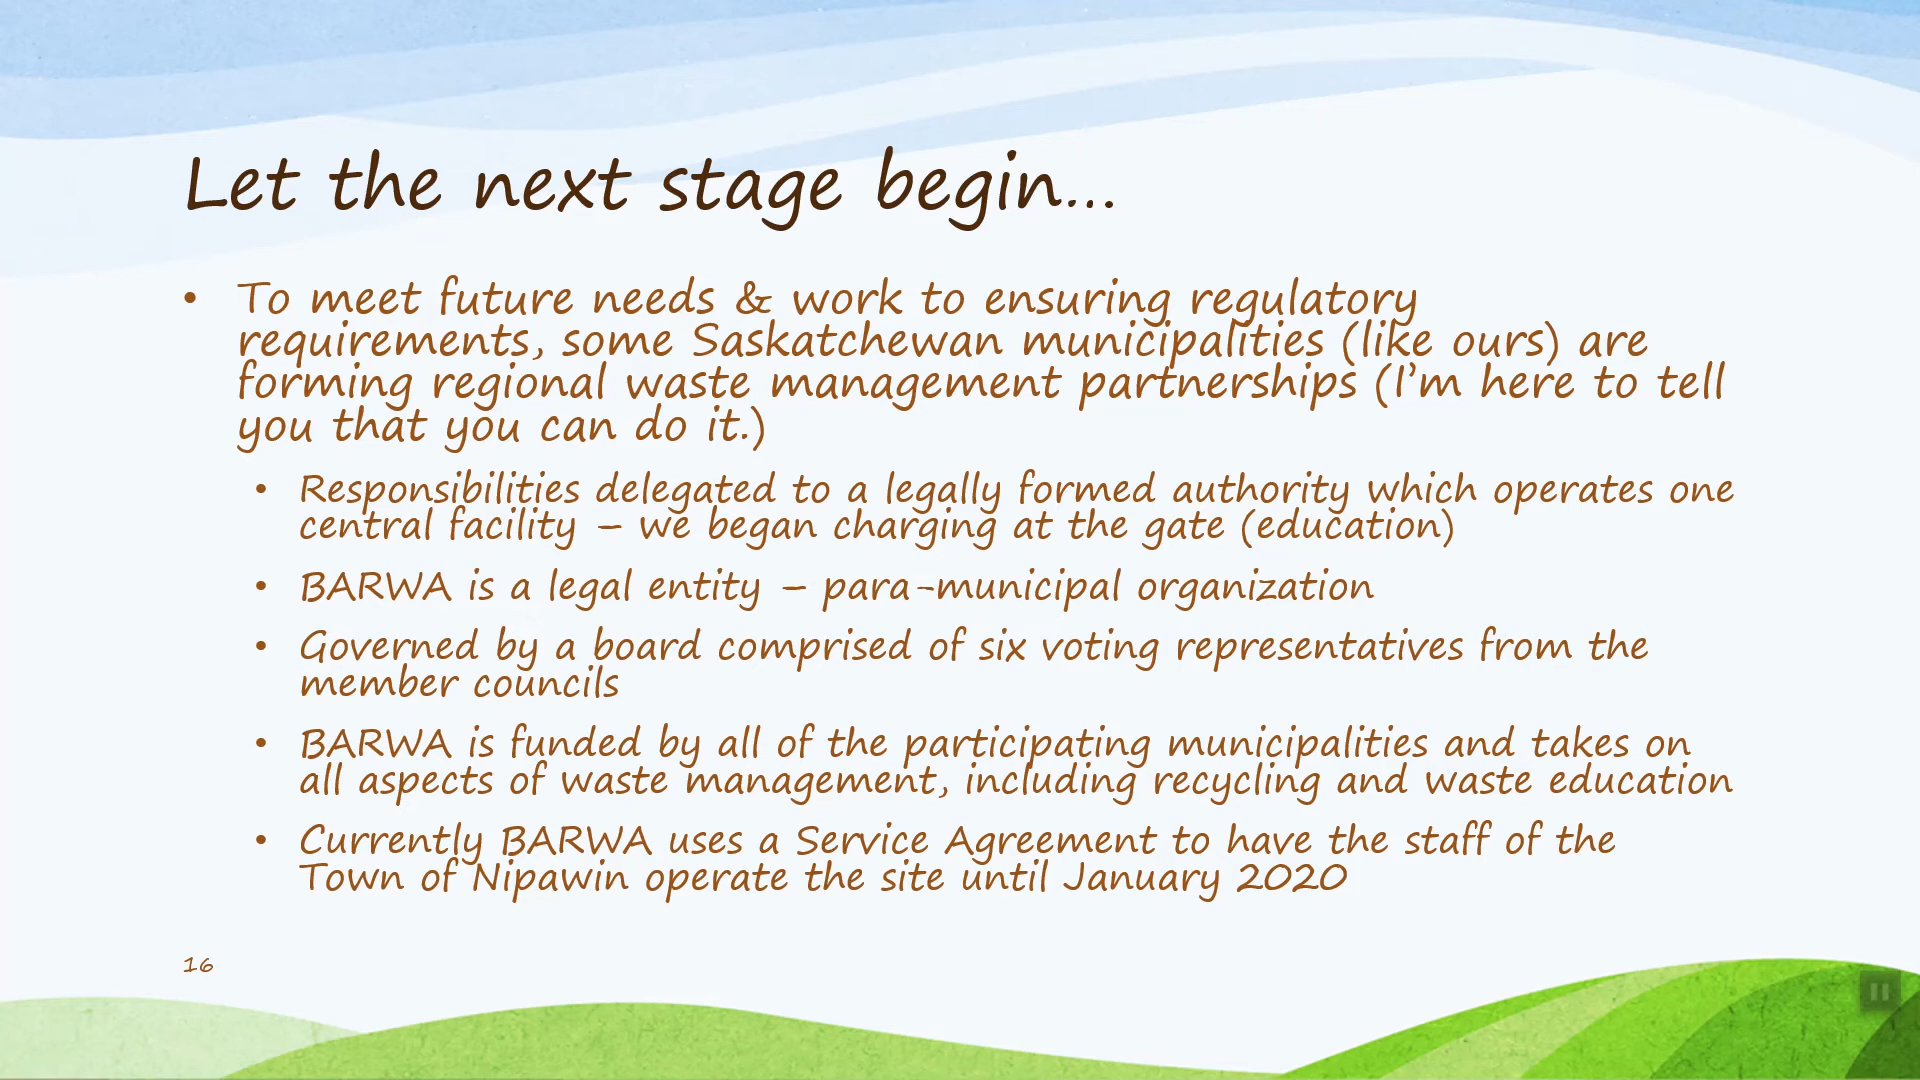 Let the next stage begin…
• To meet future needs & work to ensuring regulatory
requirements, some Saskatchewan municipalities (like ours) are
forming regional waste management partnerships (I’m here to tell
you that you can do it.)
• Responsibilities delegated to a legally formed authority which operates one
central facility – we began charging at the gate (education)
• BARWA is a legal entity – para-municipal organization
• Governed by a board comprised of six voting representatives from the
member councils
• BARWA is funded by all of the participating municipalities and takes on
all aspects of waste management, including recycling and waste education
• Currently BARWA uses a Service Agreement to have the staff of the
Town of Nipawin operate the site until January 2020
16